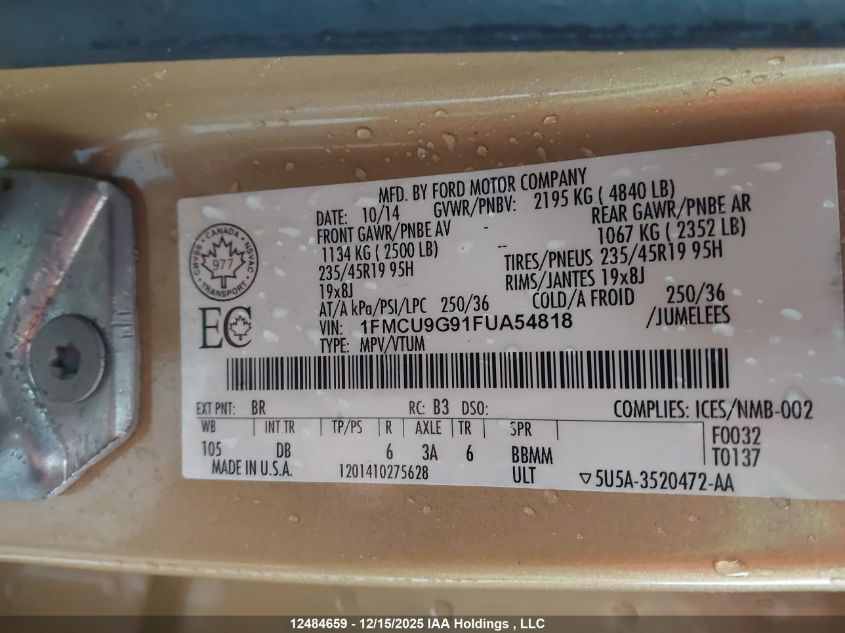 MFD. BY FORD MOTOR COMPANY
DATE: 10/14 GVWR/PNBV: 2195 KG ( 4840 LB)
FRONT GAWR/PNBE AV - REAR GAWR/PNBE AR
1134 KG ( 2500 LB) -- 1067 KG ( 2352 LB)
235/45R19 95H TIRES/PNEUS 235/45R19 95H
19x8J RIMS/JANTES 19x8J
AT/A kPa/PSI/LPC 250/36 COLD/A FROID 250/36
VIN: 1FMCU9G91FUA54818 /JUMELEES
TYPE: MPV/VTUM
CANADA
977
TRANSPORT
CMVSS
NSVAC
EC
EXT PNT: BR RC: B3 DSO: COMPLIES: ICES/NMB-002
WB INT TR TP/PS R AXLE TR SPR F0032
105 DB 6 3A 6 BBMM T0137
MADE IN U.S.A. 1201410275628 ULT ▽5U5A-3520472-AA
12484659 - 12/15/2025 IAA Holdings , LLC